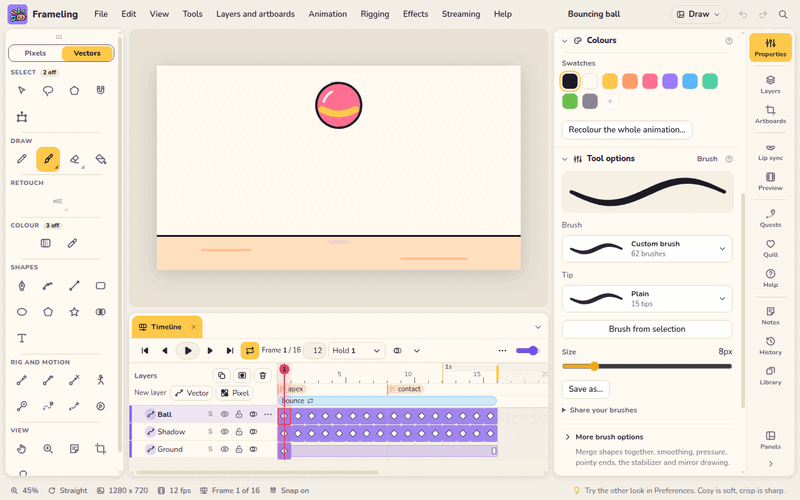 Frameling File Edit View Tools Layers and artboards Animation Rigging Effects Streaming Help Bouncing ball Draw
Pixels Vectors
SELECT 2 off
DRAW
RETOUCH
COLOUR 3 off
SHAPES
RIG AND MOTION
VIEW
Timeline
Frame 1 / 16 12 Hold 1
Layers
1 5 10 1s 15
New layer Vector Pixel
apex contact
bounce
Ball S
Shadow S
Ground S
Colours
Swatches
Recolour the whole animation...
Tool options Brush
Brush
Custom brush
62 brushes
Tip
Plain
15 tips
Brush from selection
Size 8px
Save as...
Share your brushes
More brush options
Merge shapes together, smoothing, pressure,
pointy ends, the stabilizer and mirror drawing.
Properties
Layers
Artboards
Lip sync
Preview
Quests
Quill
Help
Notes
History
Library
Panels
45% Straight 1280 x 720 12 fps Frame 1 of 16 Snap on Try the other look in Preferences. Cosy is soft, crisp is sharp.